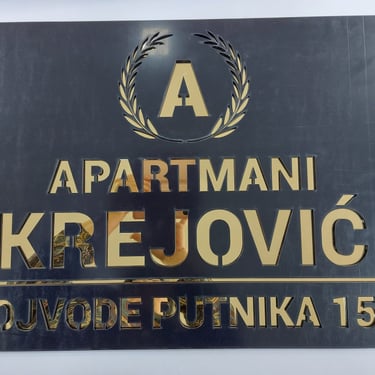 A
APARTMANI
KREJOVIĆ
OJVODE PUTNIKA 15